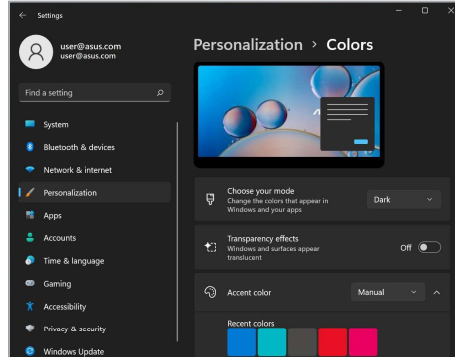 Settings
user@asus.com
user@asus.com
Find a setting
System
Bluetooth & devices
Network & internet
Personalization
Apps
Accounts
Time & language
Gaming
Accessibility
Privacy & security
Windows Update
Personalization > Colors
Choose your mode
Change the colors that appear in
Windows and your apps
Dark
Transparency effects
Windows and surfaces appear
translucent
Off
Accent color
Manual
Recent colors